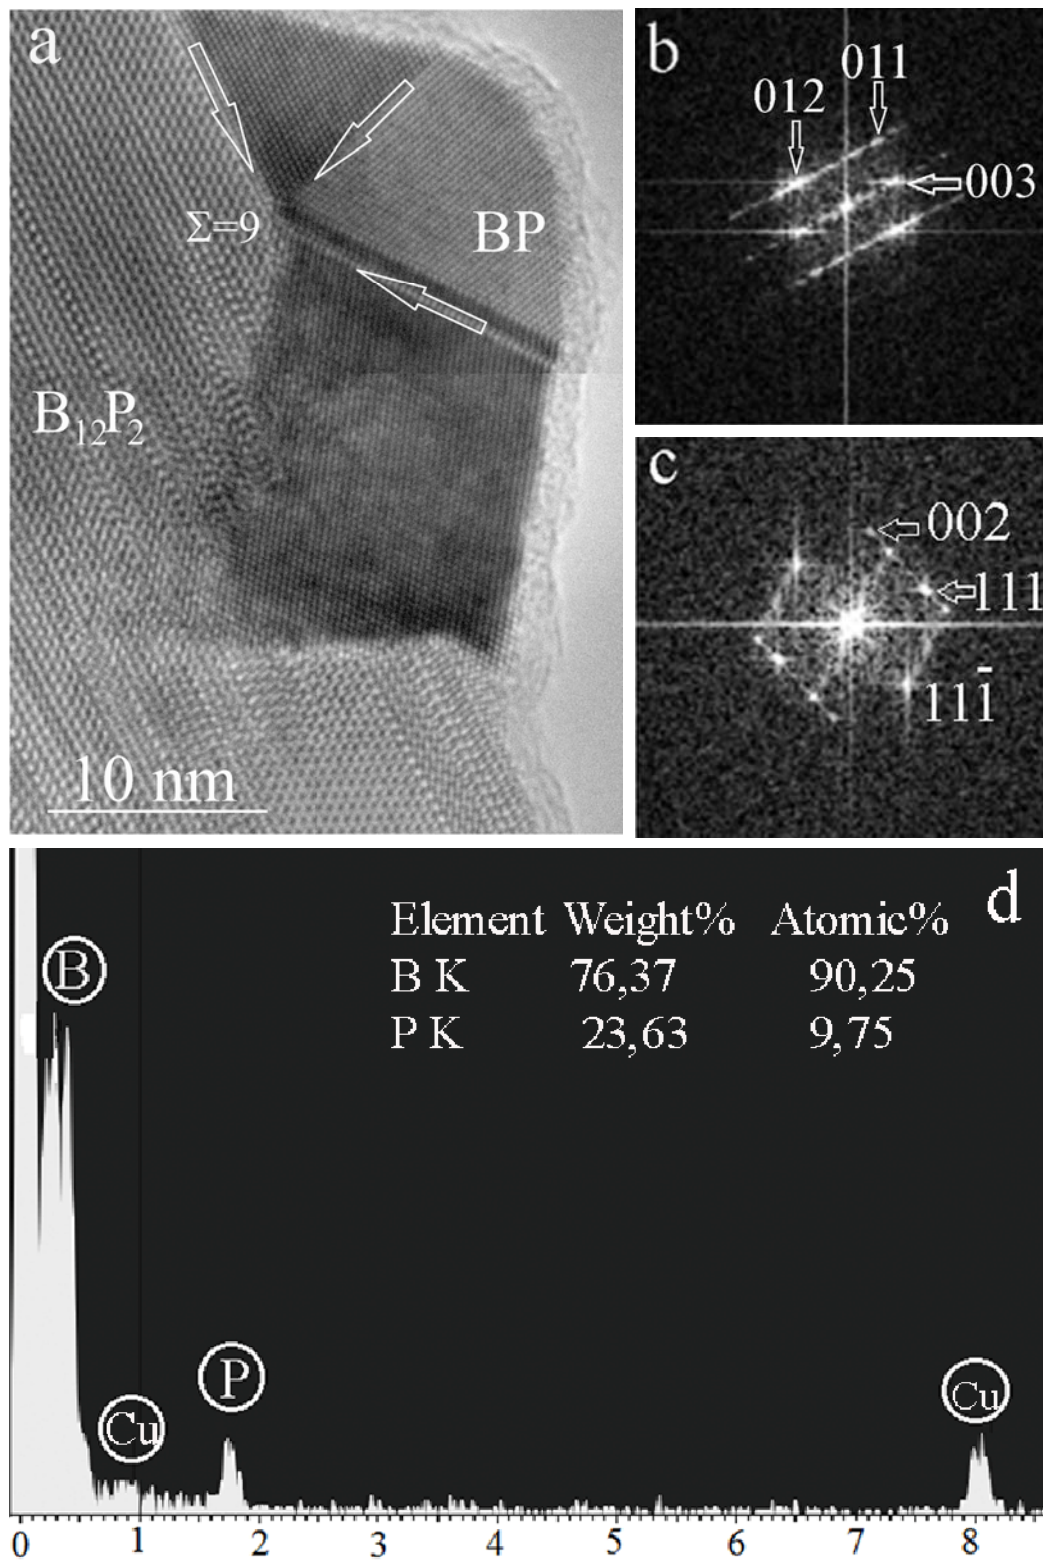 a
Σ=9
BP
B₁₂P₂
10 nm
b
012
011
003
c
002
111
111̄
d
Element Weight% Atomic%
B K 76,37 90,25
P K 23,63 9,75
B
Cu
P
Cu
0 1 2 3 4 5 6 7 8